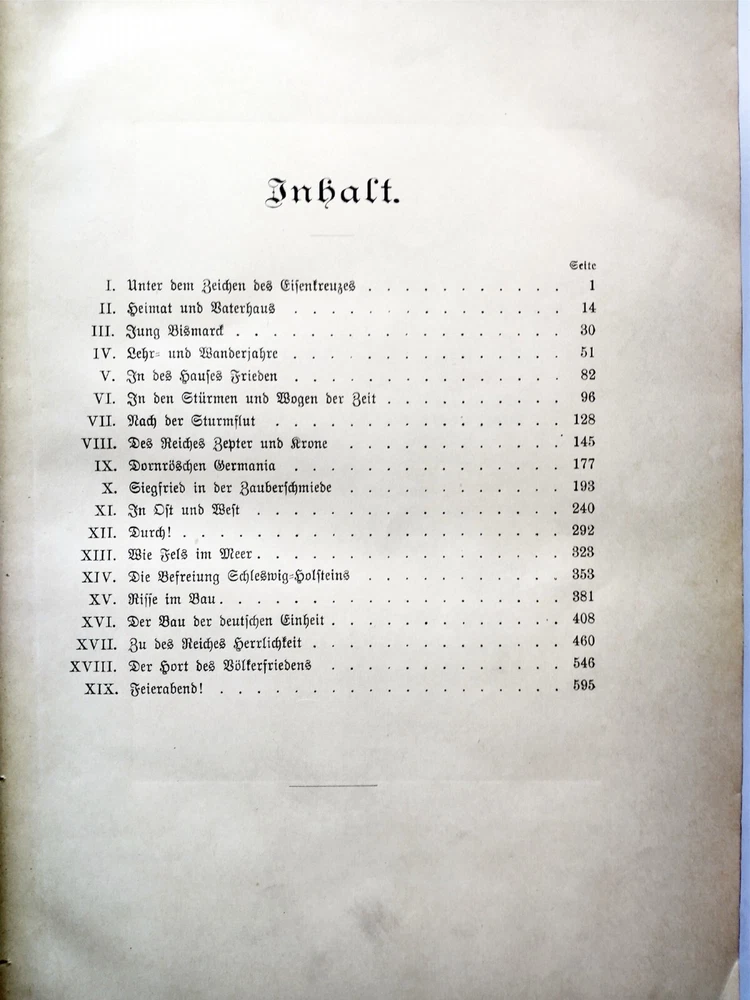 Inhalt.
Seite
I. Unter dem Zeichen des Eisenkreuzes . . . . . . . . . . . 1
II. Heimat und Vaterhaus . . . . . . . . . . . . . . . 14
III. Jung Bismarck . . . . . . . . . . . . . . . . . . 30
IV. Lehr- und Wanderjahre . . . . . . . . . . . . . . . 51
V. In des Hauses Frieden . . . . . . . . . . . . . . . 82
VI. In den Stürmen und Wogen der Zeit . . . . . . . . . . 96
VII. Nach der Sturmflut . . . . . . . . . . . . . . . . 128
VIII. Des Reiches Zepter und Krone . . . . . . . . . . . . 145
IX. Dornröschen Germania . . . . . . . . . . . . . . . 177
X. Siegfried in der Zauberschmiede . . . . . . . . . . . . 193
XI. In Ost und West . . . . . . . . . . . . . . . . . 240
XII. Durch! . . . . . . . . . . . . . . . . . . . . . 292
XIII. Wie Fels im Meer . . . . . . . . . . . . . . . . . 323
XIV. Die Befreiung Schleswig-Holsteins . . . . . . . . . . . 353
XV. Risse im Bau . . . . . . . . . . . . . . . . . . . 381
XVI. Der Bau der deutschen Einheit . . . . . . . . . . . . . 408
XVII. Zu des Reiches Herrlichkeit . . . . . . . . . . . . . . 460
XVIII. Der Hort des Völkerfriedens . . . . . . . . . . . . . 546
XIX. Feierabend! . . . . . . . . . . . . . . . . . . . 595